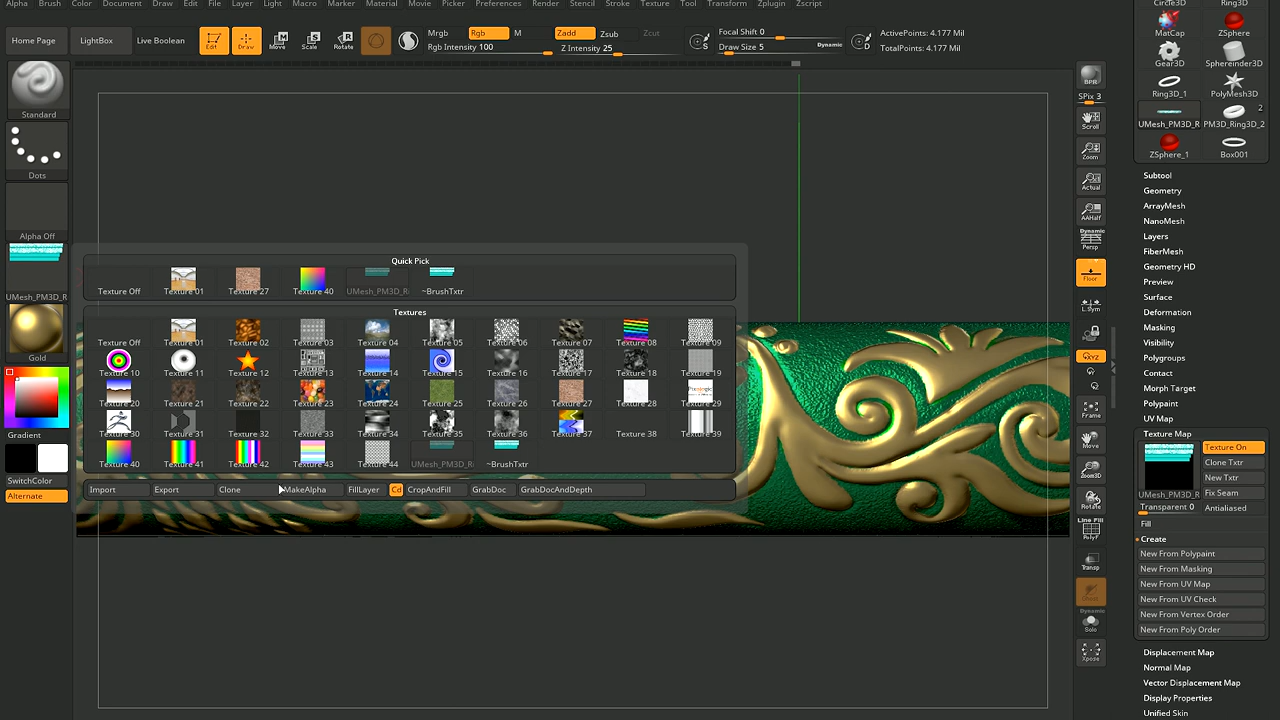 Alpha Brush Color Document Draw Edit File Layer Light Macro Marker Material Movie Picker Preferences Render Stencil Stroke Texture Tool Transform Zplugin Zscript
Home Page
LightBox
Live Boolean
Edit
Draw
Move
Scale
Rotate
Mrgb
Rgb
M
Rgb Intensity 100
Zadd
Zsub
Zcut
Z Intensity 25
S
Focal Shift 0
Draw Size 5
Dynamic
D
ActivePoints: 4.177 Mil
TotalPoints: 4.177 Mil
Standard
Dots
Alpha Off
UMesh_PM3D_R
Gold
Gradient
SwitchColor
Alternate
Quick Pick
Texture Off Texture 01 Texture 27 Texture 40 UMesh_PM3D_R ~BrushTxtr
Textures
Texture Off Texture 01 Texture 02 Texture 03 Texture 04 Texture 05 Texture 06 Texture 07 Texture 08 Texture 09
Texture 10 Texture 11 Texture 12 Texture 13 Texture 14 Texture 15 Texture 16 Texture 17 Texture 18 Texture 19
Texture 20 Texture 21 Texture 22 Texture 23 Texture 24 Texture 25 Texture 26 Texture 27 Texture 28 Texture 29
Texture 30 Texture 31 Texture 32 Texture 33 Texture 34 Texture 35 Texture 36 Texture 37 Texture 38 Texture 39
Texture 40 Texture 41 Texture 42 Texture 43 Texture 44 UMesh_PM3D_R ~BrushTxtr
Import Export Clone MakeAlpha FillLayer Cd CropAndFill GrabDoc GrabDocAndDepth
BPR
SPix 3
Scroll
Zoom
Actual
AAHalf
Dynamic
Persp
Floor
L.Sym
XYZ
Frame
Move
Zoom3D
Rotate
Line Fill
PolyF
Transp
Dynamic
Solo
Xpose
Circle3D Ring3D
MatCap ZSphere
Gear3D Sphereinder3D
Ring3D_1 PolyMesh3D
2
UMesh_PM3D_R PM3D_Ring3D_2
ZSphere_1 Box001
Subtool
Geometry
ArrayMesh
NanoMesh
Layers
FiberMesh
Geometry HD
Preview
Surface
Deformation
Masking
Visibility
Polygroups
Contact
Morph Target
Polypaint
UV Map
Texture Map
Texture On
Clone Txtr
New Txtr
UMesh_PM3D_R
Fix Seam
Transparent 0
Antialiased
Fill
Create
New From Polypaint
New From Masking
New From UV Map
New From UV Check
New From Vertex Order
New From Poly Order
Displacement Map
Normal Map
Vector Displacement Map
Display Properties
Unified Skin